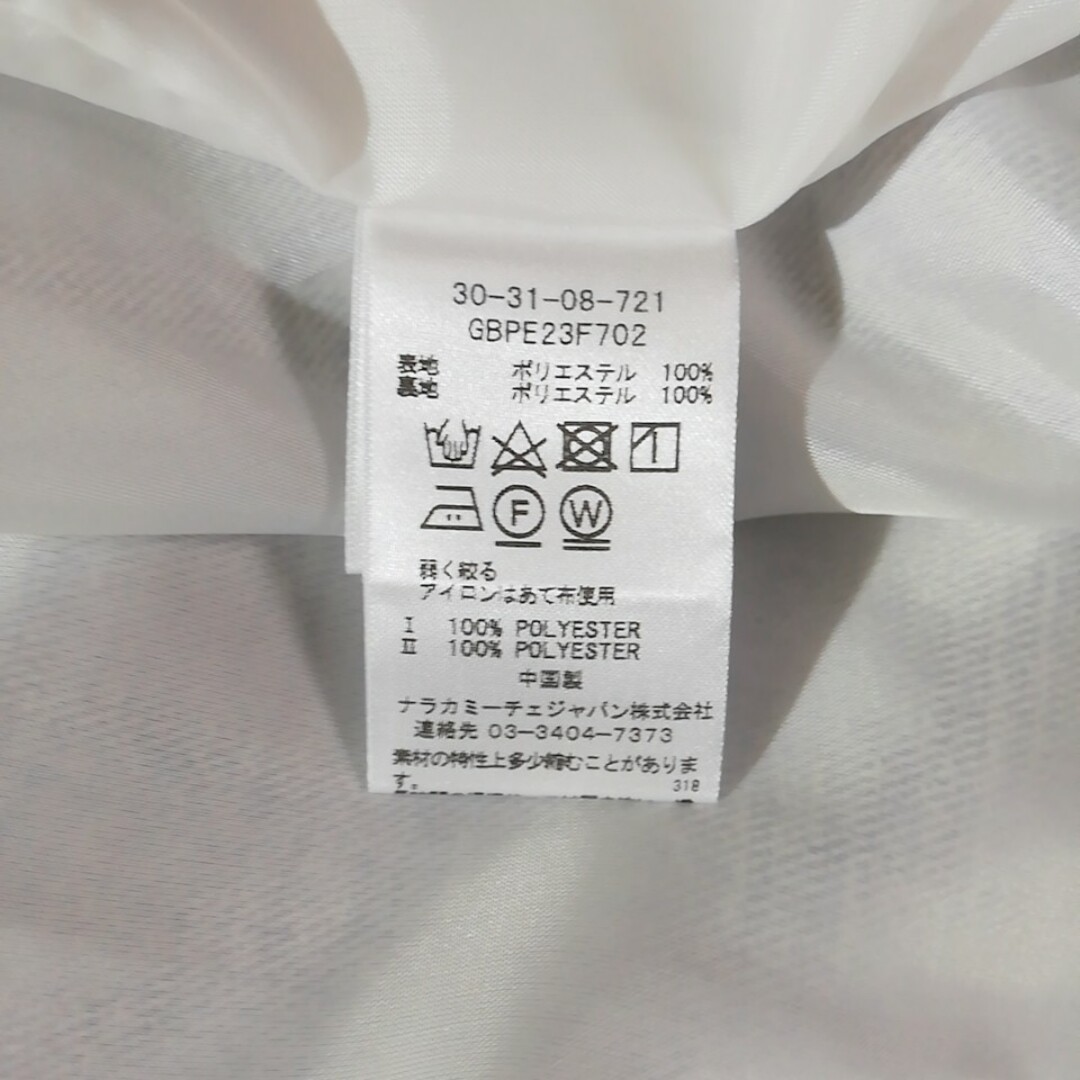 30-31-08-721
GBPE23F702
表地 ポリエステル 100%
裏地 ポリエステル 100%
F W
弱く絞る
アイロンはあて布使用
Ⅰ 100% POLYESTER
Ⅱ 100% POLYESTER
中国製
ナラカミーチェジャパン株式会社
連絡先 03-3404-7373
素材の特性上多少縮むことがありま
す。 318